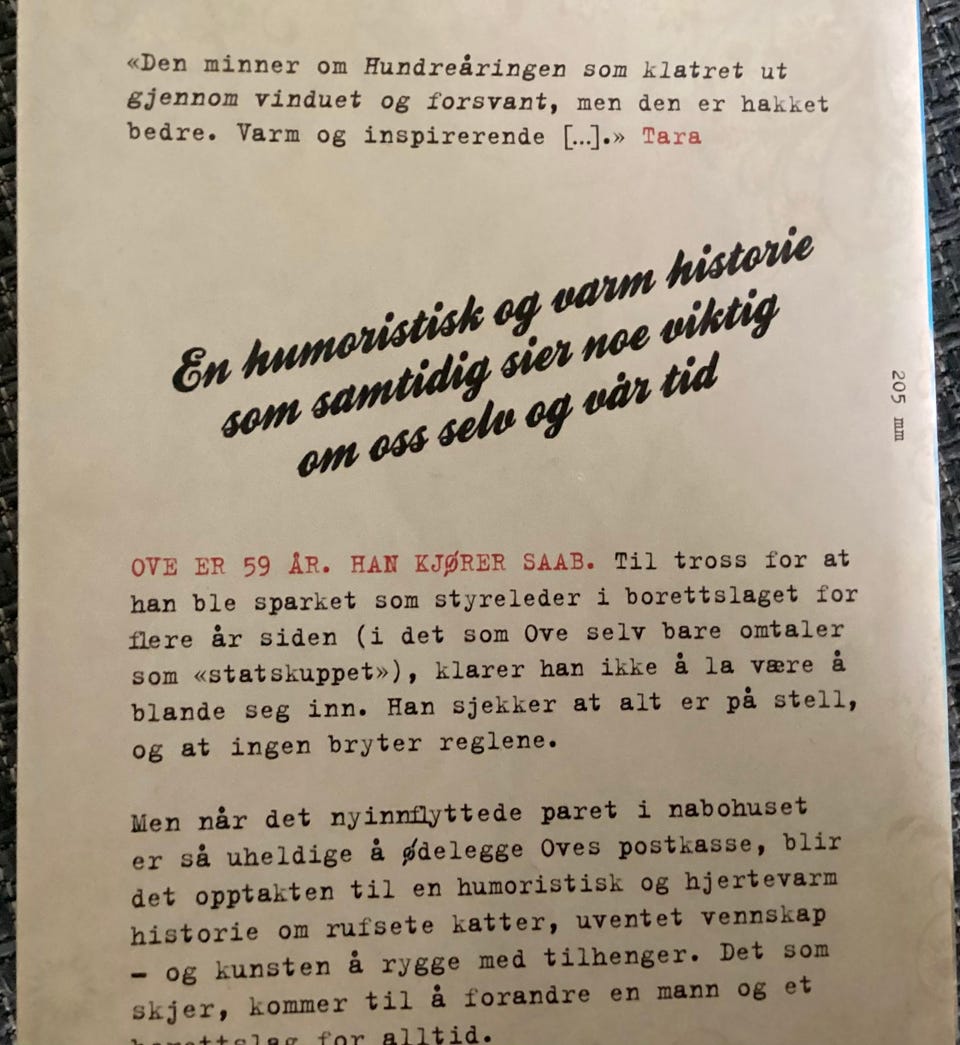 «Den minner om Hundreåringen som klatret ut
gjennom vinduet og forsvant, men den er hakket
bedre. Varm og inspirerende […].» Tara
En humoristisk og varm historie
som samtidig sier noe viktig
om oss selv og vår tid
205 mm
OVE ER 59 ÅR. HAN KJØRER SAAB. Til tross for at
han ble sparket som styreleder i borettslaget for
flere år siden (i det som Ove selv bare omtaler
som «statskuppet»), klarer han ikke å la være å
blande seg inn. Han sjekker at alt er på stell,
og at ingen bryter reglene.
Men når det nyinnflyttede paret i nabohuset
er så uheldige å ødelegge Oves postkasse, blir
det opptakten til en humoristisk og hjertevarm
historie om rufsete katter, uventet vennskap
– og kunsten å rygge med tilhenger. Det som
skjer, kommer til å forandre en mann og et
borettslag for alltid.